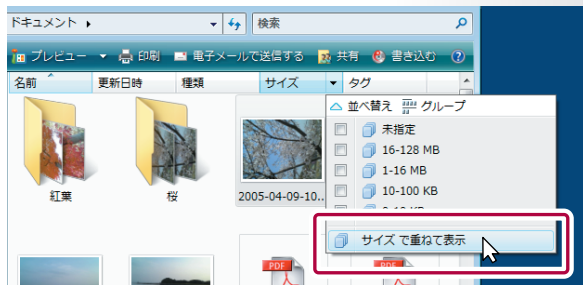 ドキュメント
検索
プレビュー 印刷 電子メールで送信する 共有 書き込む
名前 更新日時 種類 サイズ タグ
並べ替え グループ
未指定
16-128 MB
1-16 MB
10-100 KB
紅葉
桜
2005-04-09-10...
サイズ で重ねて表示
PDF
PDF